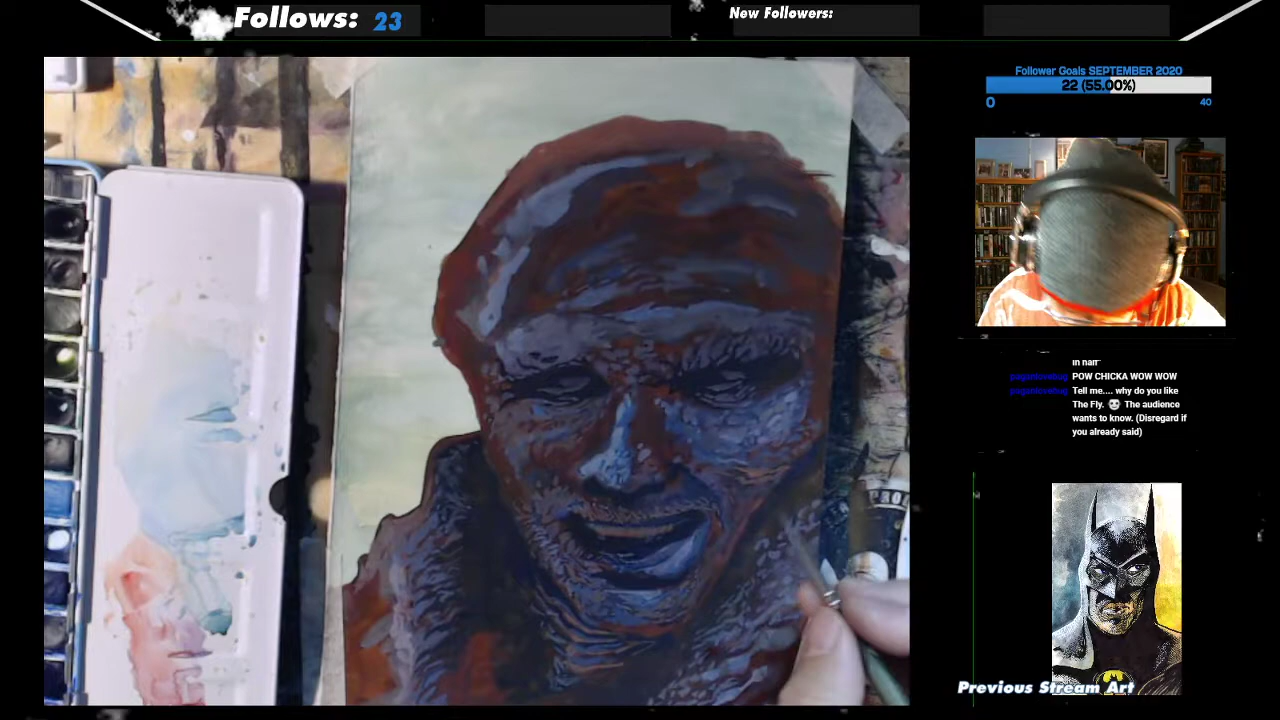 Follows: 23
New Followers:
Follower Goals SEPTEMBER 2020
22 (55.00%)
0
40
POW CHICKA WOW WOW
Tell me.... why do you like
The Fly. The audience
wants to know. (Disregard if
you already said)
Previous Stream Art